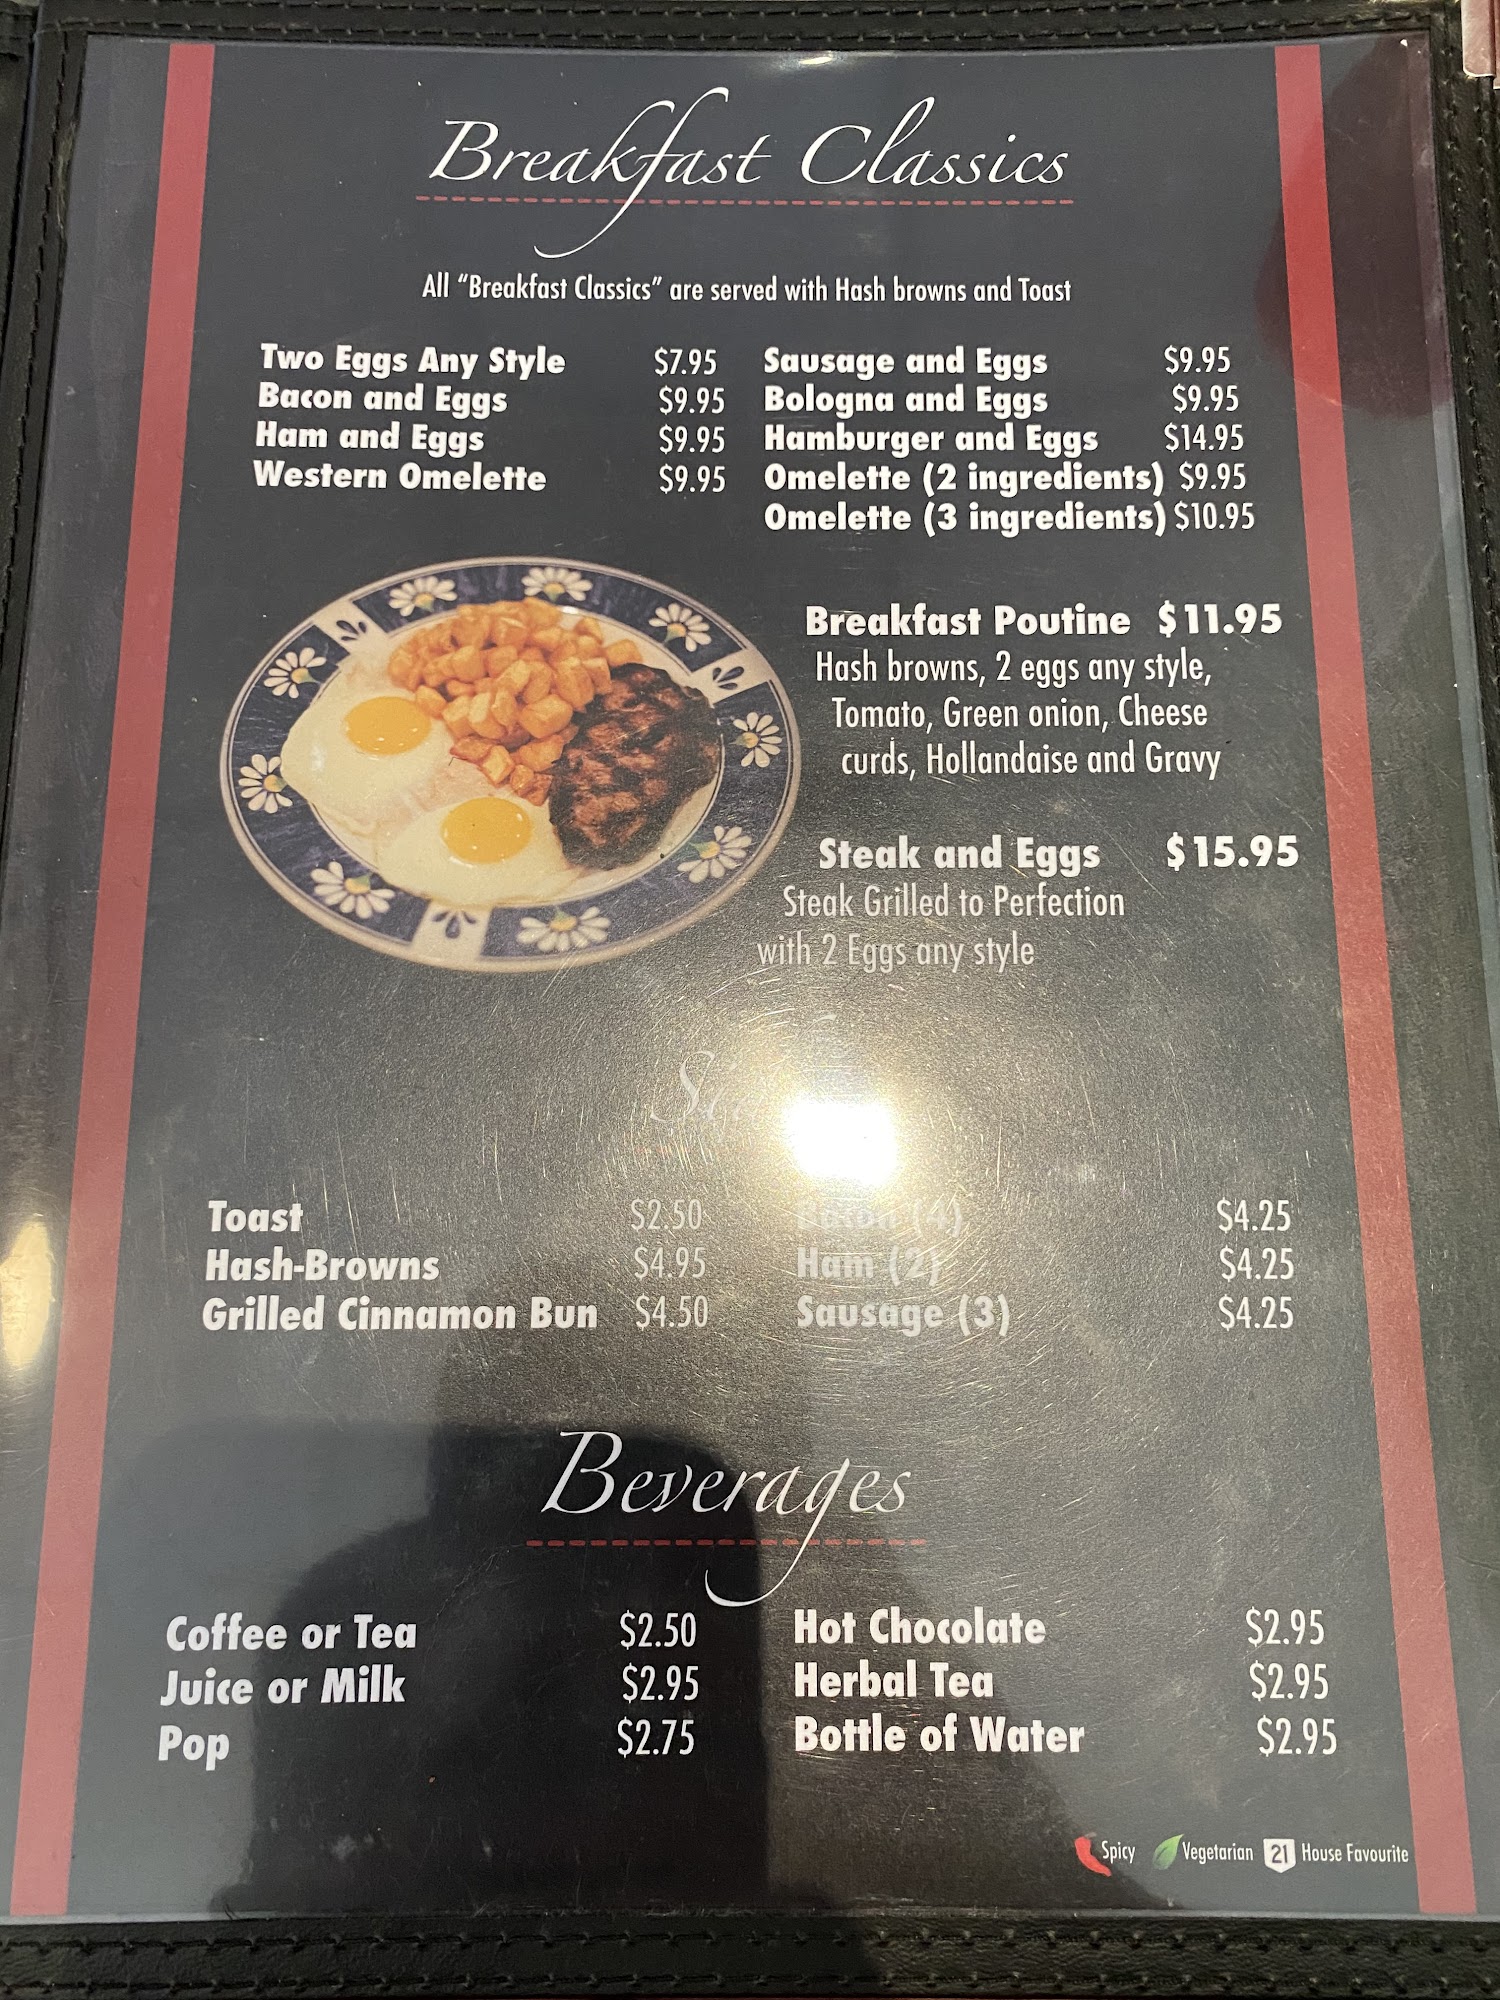 Breakfast Classics
All “Breakfast Classics” are served with Hash browns and Toast
Two Eggs Any Style $7.95
Bacon and Eggs $9.95
Ham and Eggs $9.95
Western Omelette $9.95
Sausage and Eggs $9.95
Bologna and Eggs $9.95
Hamburger and Eggs $14.95
Omelette (2 ingredients) $9.95
Omelette (3 ingredients) $10.95
Breakfast Poutine $11.95
Hash browns, 2 eggs any style,
Tomato, Green onion, Cheese
curds, Hollandaise and Gravy
Steak and Eggs $15.95
Steak Grilled to Perfection
with 2 Eggs any style
Toast $2.50
Hash-Browns $4.95
Grilled Cinnamon Bun $4.50
Bacon (4) $4.25
Ham (2) $4.25
Sausage (3) $4.25
Beverages
Coffee or Tea $2.50
Juice or Milk $2.95
Pop $2.75
Hot Chocolate $2.95
Herbal Tea $2.95
Bottle of Water $2.95
Spicy Vegetarian 21 House Favourite